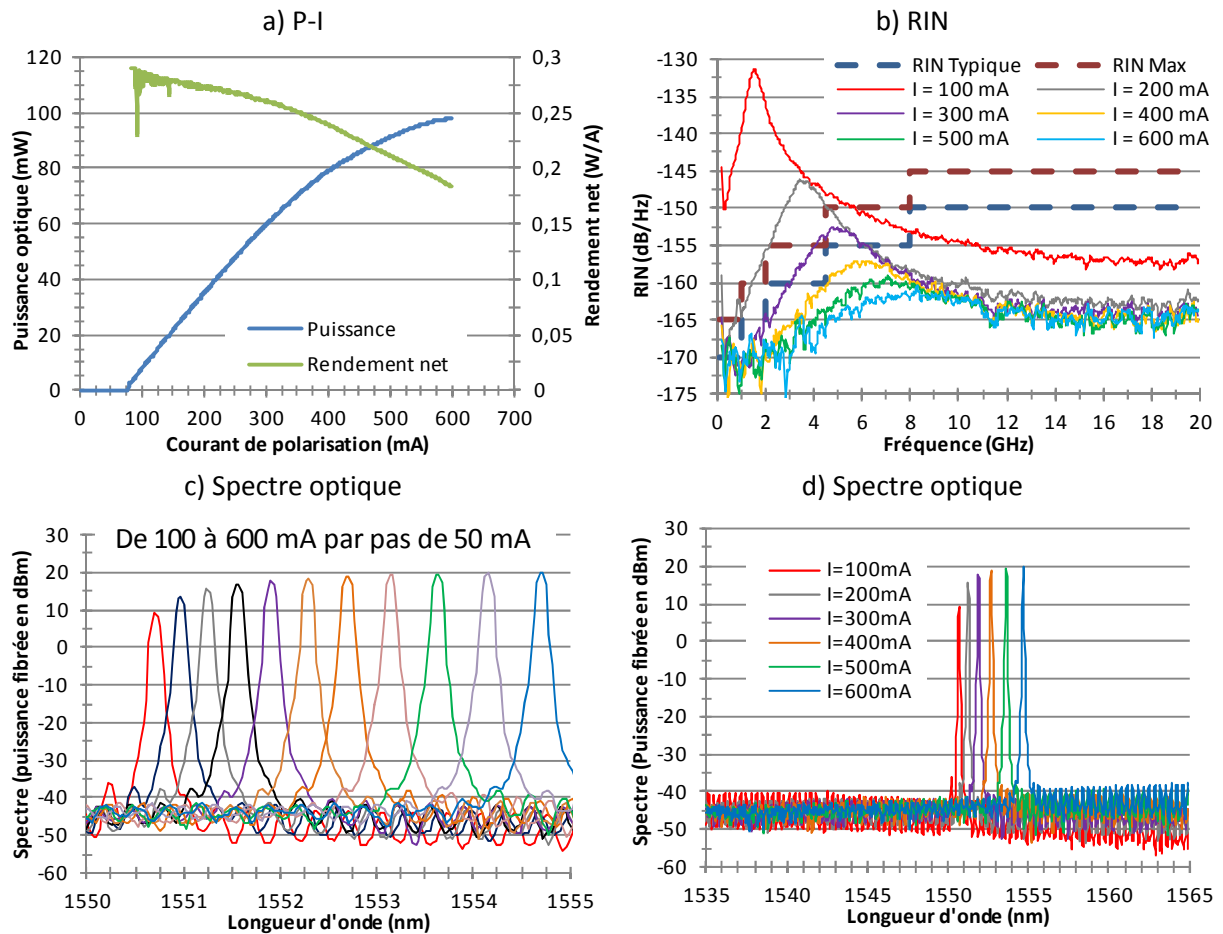 a) P-I
120
100
80
60
40
20
0
Puissance optique (mW)
0,3
0,25
0,2
0,15
0,1
0,05
0
Rendement net (W/A)
Puissance
Rendement net
0 100 200 300 400 500 600 700
Courant de polarisation (mA)
b) RIN
-130
-135
-140
-145
-150
-155
-160
-165
-170
-175
RIN (dB/Hz)
RIN Typique
RIN Max
I = 100 mA
I = 200 mA
I = 300 mA
I = 400 mA
I = 500 mA
I = 600 mA
0 2 4 6 8 10 12 14 16 18 20
Fréquence (GHz)
c) Spectre optique
De 100 à 600 mA par pas de 50 mA
30
20
10
0
-10
-20
-30
-40
-50
-60
Spectre (puissance fibrée en dBm)
1550 1551 1552 1553 1554 1555
Longueur d'onde (nm)
d) Spectre optique
30
20
10
0
-10
-20
-30
-40
-50
-60
Spectre (Puissance fibrée en dBm)
I=100mA
I=200mA
I=300mA
I=400mA
I=500mA
I=600mA
1535 1540 1545 1550 1555 1560 1565
Longueur d'onde (nm)